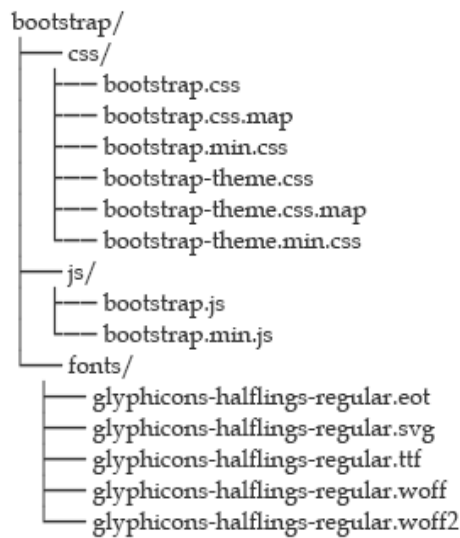 bootstrap/
css/
bootstrap.css
bootstrap.css.map
bootstrap.min.css
bootstrap-theme.css
bootstrap-theme.css.map
bootstrap-theme.min.css
js/
bootstrap.js
bootstrap.min.js
fonts/
glyphicons-halflings-regular.eot
glyphicons-halflings-regular.svg
glyphicons-halflings-regular.ttf
glyphicons-halflings-regular.woff
glyphicons-halflings-regular.woff2